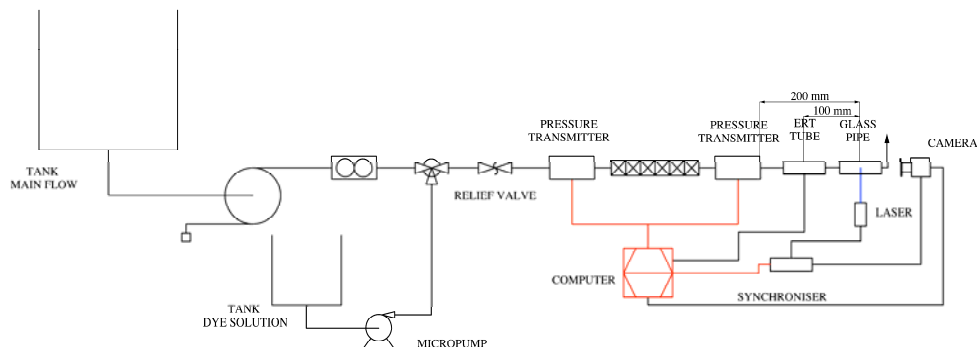 200 mm
100 mm
PRESSURE
TRANSMITTER
PRESSURE
TRANSMITTER
ERT
TUBE
GLASS
PIPE
CAMERA
TANK
MAIN FLOW
RELIEF VALVE
LASER
COMPUTER
SYNCHRONISER
TANK
DYE SOLUTION
MICROPUMP